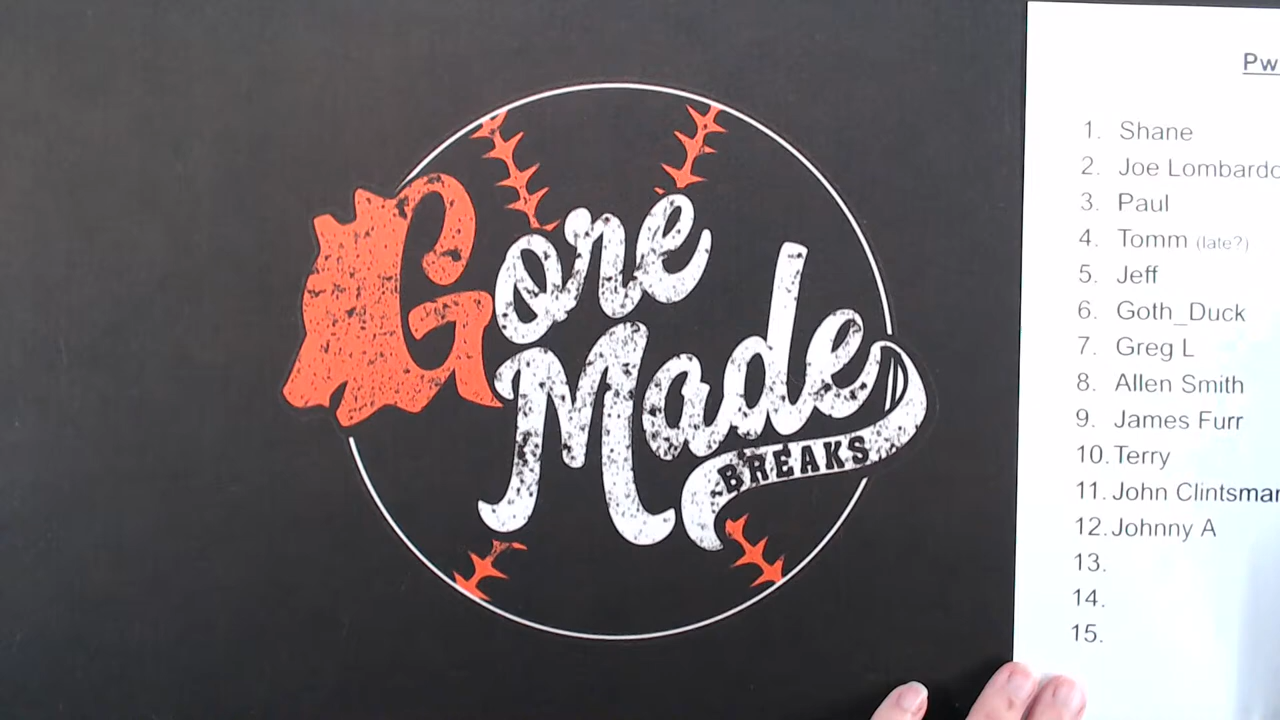 Gore
Made
BREAKS
Pw
1. Shane
2. Joe Lombardo
3. Paul
4. Tomm (late?)
5. Jeff
6. Goth_Duck
7. Greg L
8. Allen Smith
9. James Furr
10. Terry
11. John Clintsman
12. Johnny A
13.
14.
15.